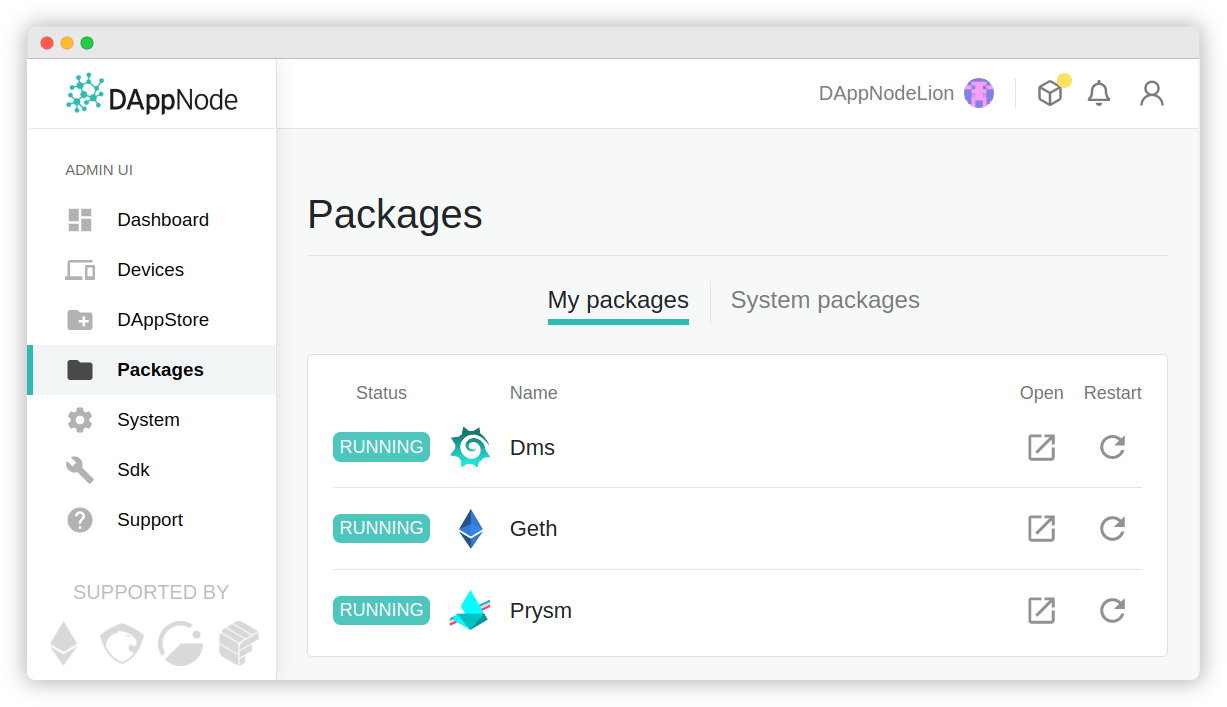 DAppNode
DAppNodeLion
ADMIN UI
Dashboard
Devices
DAppStore
Packages
System
Sdk
Support
SUPPORTED BY
Packages
My packages
System packages
Status Name Open Restart
RUNNING Dms
RUNNING Geth
RUNNING Prysm